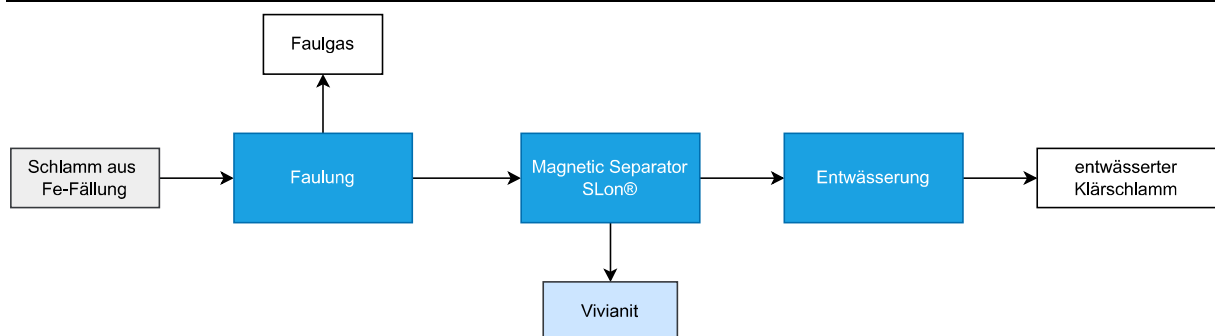 Faulgas
Schlamm aus
Fe-Fällung
Faulung
Magnetic Separator
SLon®
Entwässerung
entwässerter
Klärschlamm
Vivianit